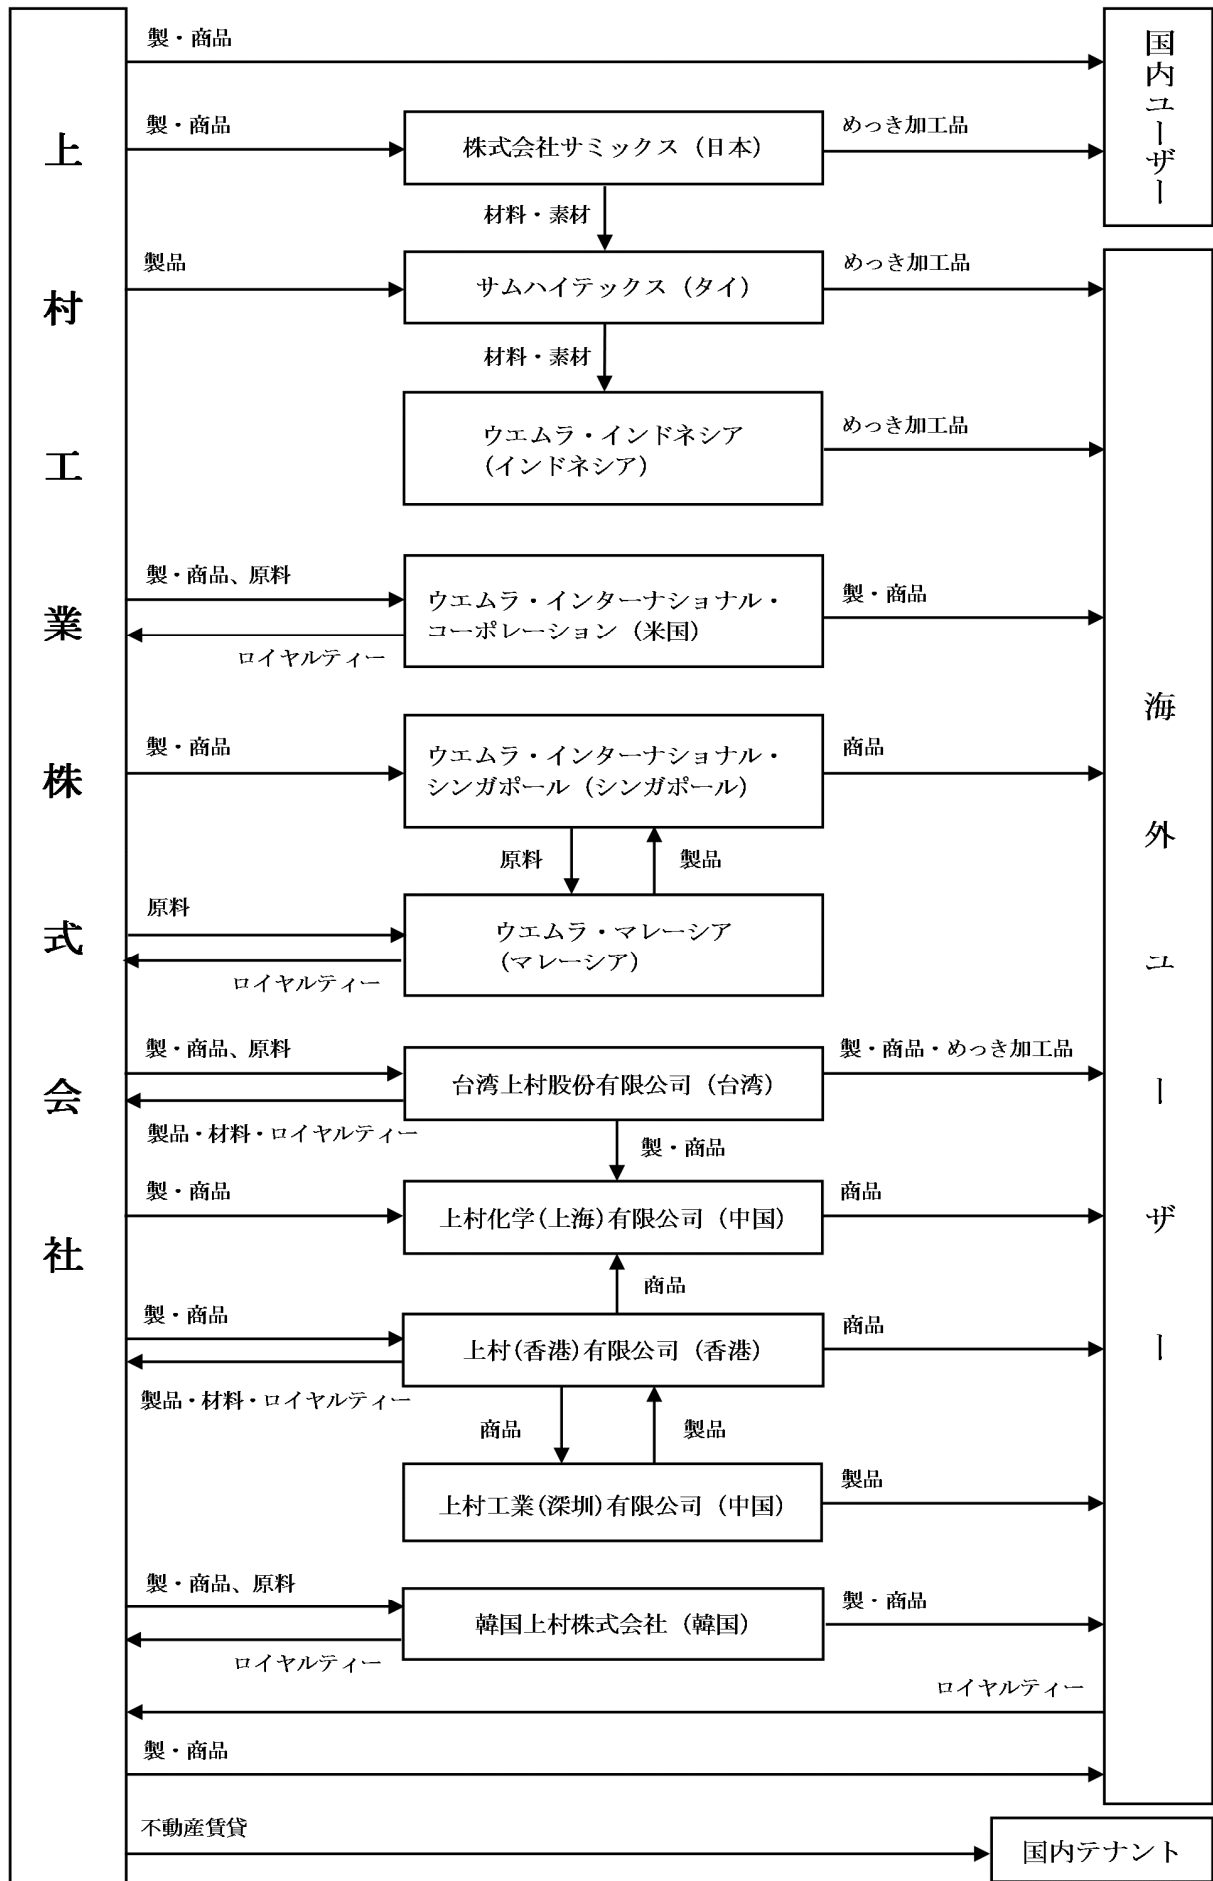 上村工業株式会社
製・商品
国内ユーザー
製・商品
株式会社サミックス（日本）
めっき加工品
材料・素材
製品
サムハイテックス（タイ）
めっき加工品
材料・素材
ウエムラ・インドネシア
(インドネシア）
めっき加工品
製・商品、原料
ウエムラ・インターナショナル・
コーポレーション（米国）
製・商品
ロイヤルティー
海外ユーザー
製・商品
ウエムラ・インターナショナル・
シンガポール（シンガポール）
商品
原料
製品
原料
ウエムラ・マレーシア
(マレーシア）
ロイヤルティー
製・商品、原料
台湾上村股份有限公司（台湾）
製・商品・めっき加工品
製品・材料・ロイヤルティー
製・商品
製・商品
上村化学(上海)有限公司（中国）
商品
商品
製・商品
上村(香港)有限公司（香港）
商品
製品・材料・ロイヤルティー
商品
製品
上村工業(深圳)有限公司（中国）
製品
製・商品、原料
韓国上村株式会社（韓国）
製・商品
ロイヤルティー
ロイヤルティー
製・商品
不動産賃貸
国内テナント